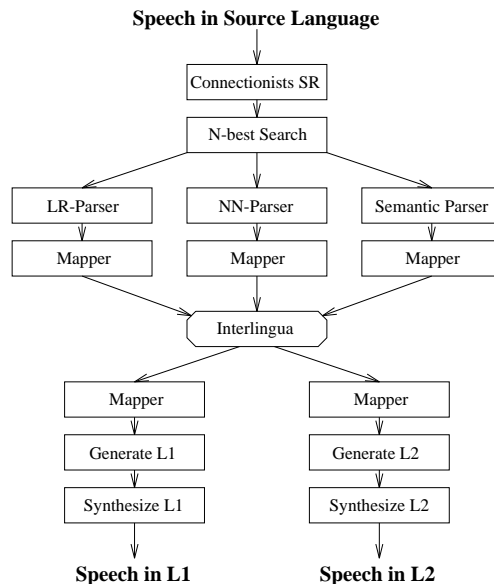 Speech in Source Language
Connectionists SR
N-best Search
LR-Parser
NN-Parser
Semantic Parser
Mapper
Mapper
Mapper
Interlingua
Mapper
Mapper
Generate L1
Generate L2
Synthesize L1
Synthesize L2
Speech in L1
Speech in L2